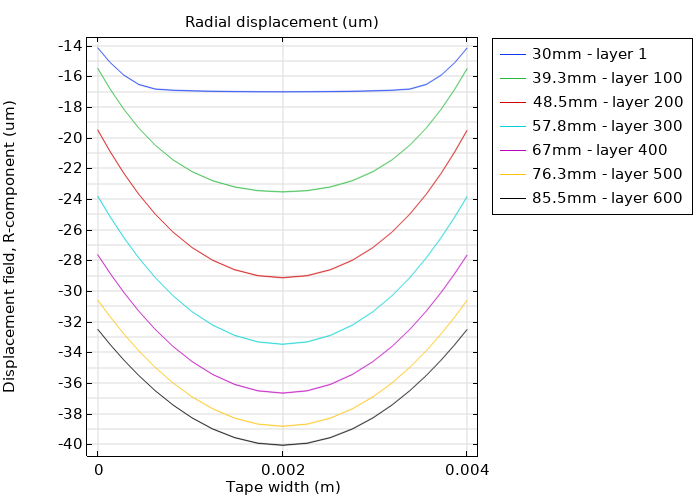 Radial displacement (um)
Displacement field, R-component (um)
-14
-16
-18
-20
-22
-24
-26
-28
-30
-32
-34
-36
-38
-40
0
0.002
0.004
Tape width (m)
30mm - layer 1
39.3mm - layer 100
48.5mm - layer 200
57.8mm - layer 300
67mm - layer 400
76.3mm - layer 500
85.5mm - layer 600